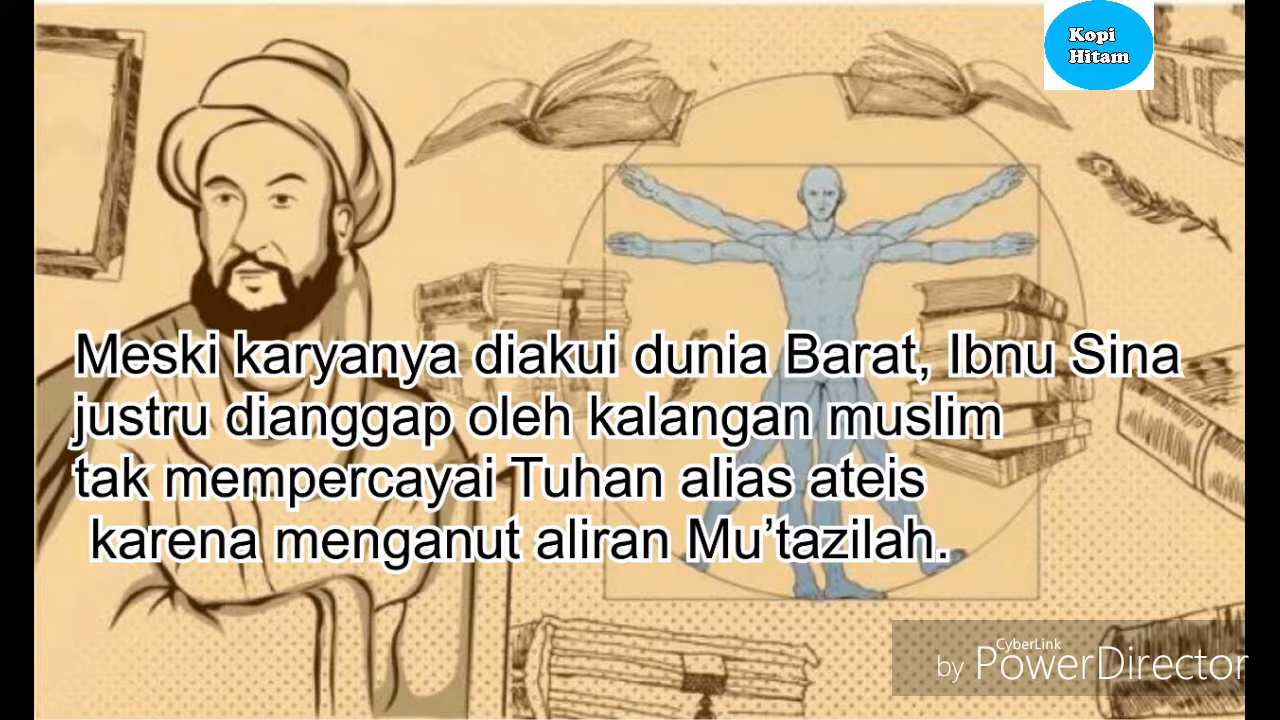 Kopi
Hitam
Meski karyanya diakui dunia Barat, Ibnu Sina
justru dianggap oleh kalangan muslim
tak mempercayai Tuhan alias ateis
karena menganut aliran Mu’tazilah.
CyberLink
by PowerDirector